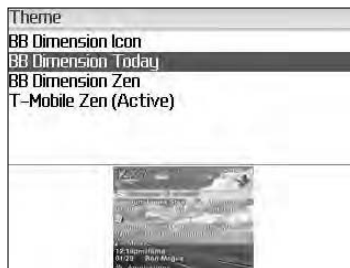 Theme
BB Dimension Icon
BB Dimension Today
BB Dimension Zen
T-Mobile Zen (Active)